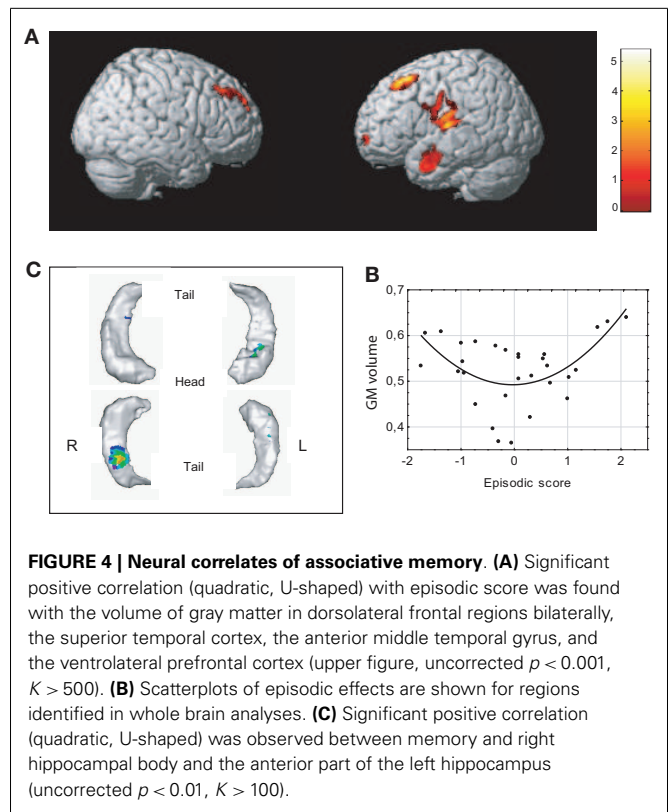 A
5
4
3
2
1
0
C
Tail
Head
R
L
Tail
B
0,7
0,6
0,5
0,4
GM volume
-2
-1
0
1
2
Episodic score
FIGURE 4 | Neural correlates of associative memory. (A) Significant
positive correlation (quadratic, U-shaped) with episodic score was found
with the volume of gray matter in dorsolateral frontal regions bilaterally,
the superior temporal cortex, the anterior middle temporal gyrus, and
the ventrolateral prefrontal cortex (upper figure, uncorrected p < 0.001,
K > 500). (B) Scatterplots of episodic effects are shown for regions
identified in whole brain analyses. (C) Significant positive correlation
(quadratic, U-shaped) was observed between memory and right
hippocampal body and the anterior part of the left hippocampus
(uncorrected p < 0.01, K > 100).